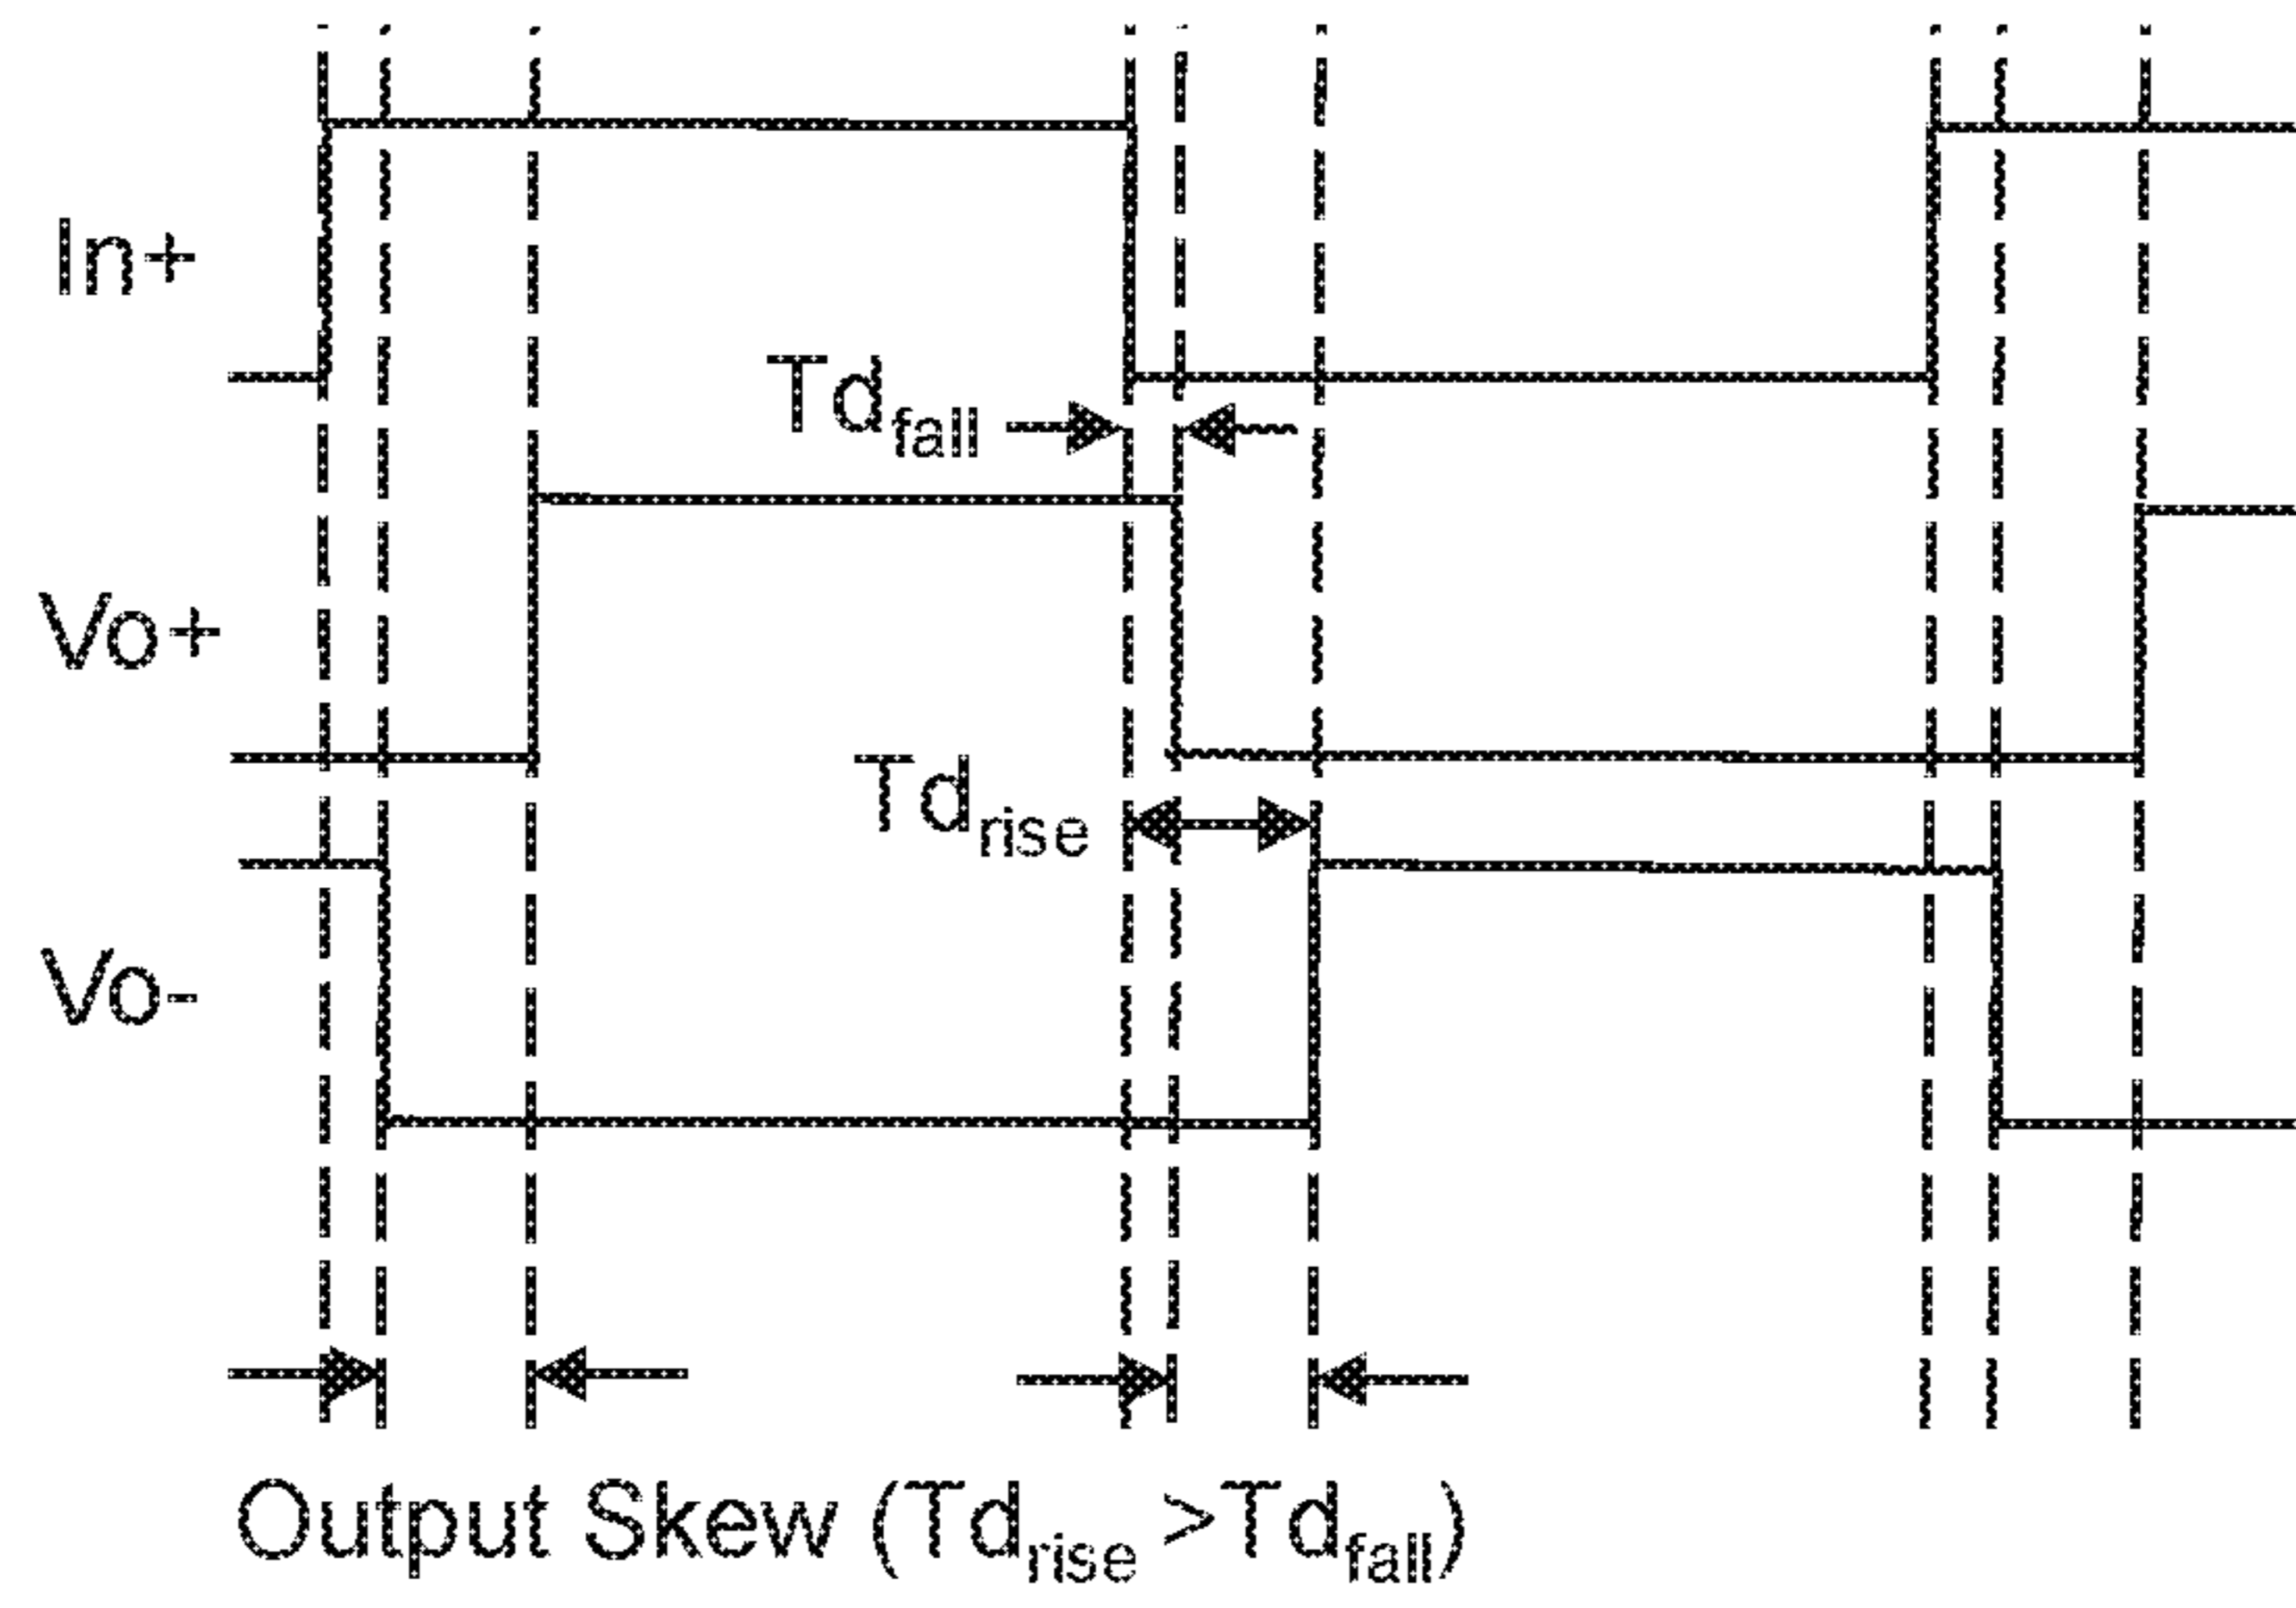 In+
Td_fall
Vo+
Td_rise
Vo-
Output Skew (Td_rise >Td_fall)